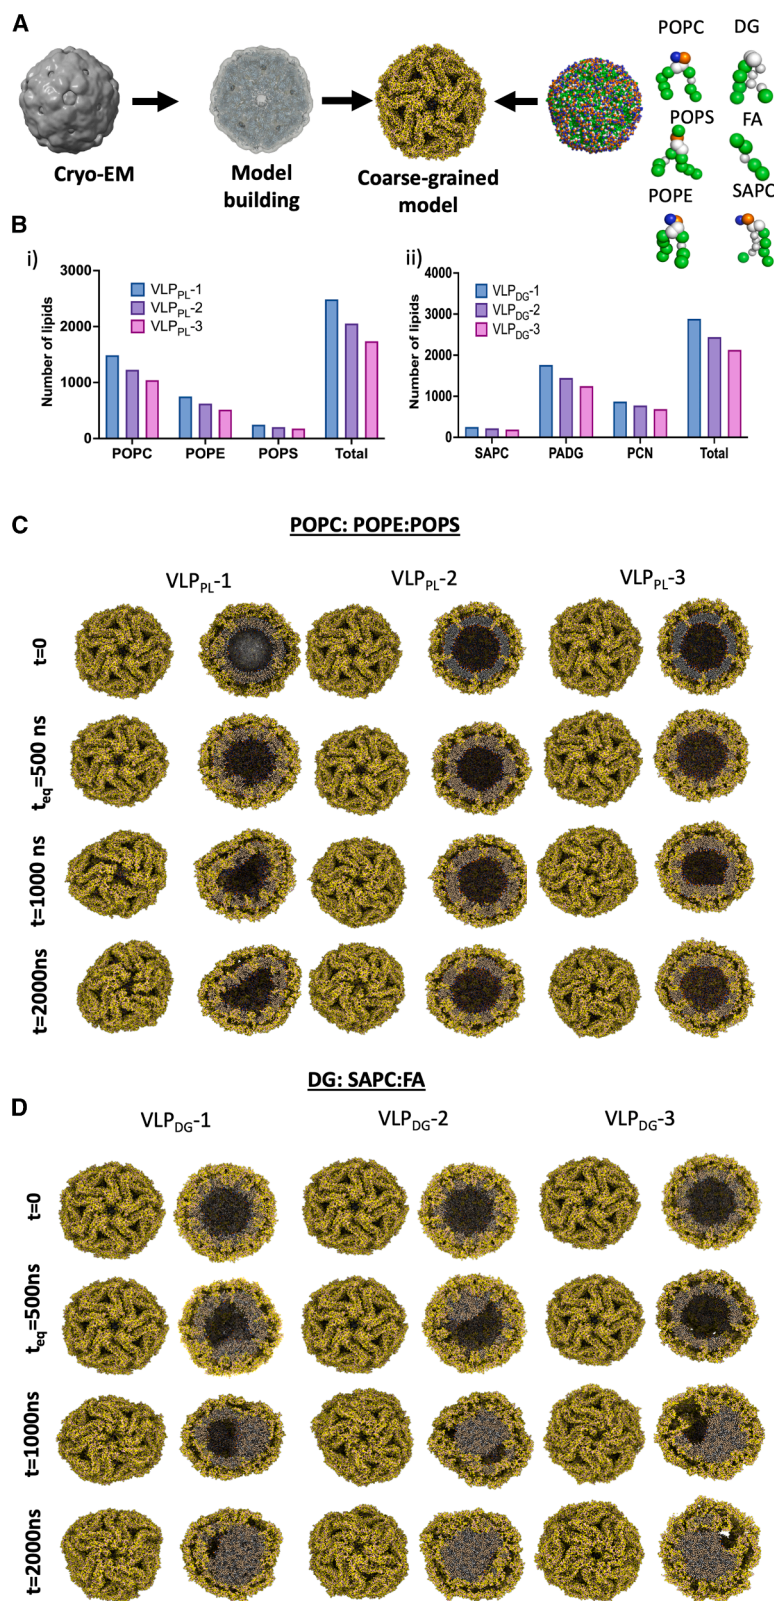 A
POPC DG
POPS FA
POPE SAPC
Cryo-EM
Model
building
Coarse-grained
model
B
i)
Number of lipids
3000
2000
1000
0
VLPPL-1
VLPPL-2
VLPPL-3
POPC POPE POPS Total
ii)
Number of lipids
4000
3000
2000
1000
0
VLPDG-1
VLPDG-2
VLPDG-3
SAPC PADG PCN Total
C
POPC: POPE:POPS
VLPPL-1 VLPPL-2 VLPPL-3
t=0
teq=500 ns
t=1000 ns
t=2000ns
DG: SAPC:FA
D
VLPDG-1 VLPDG-2 VLPDG-3
t=0
teq=500ns
t=1000ns
t=2000ns